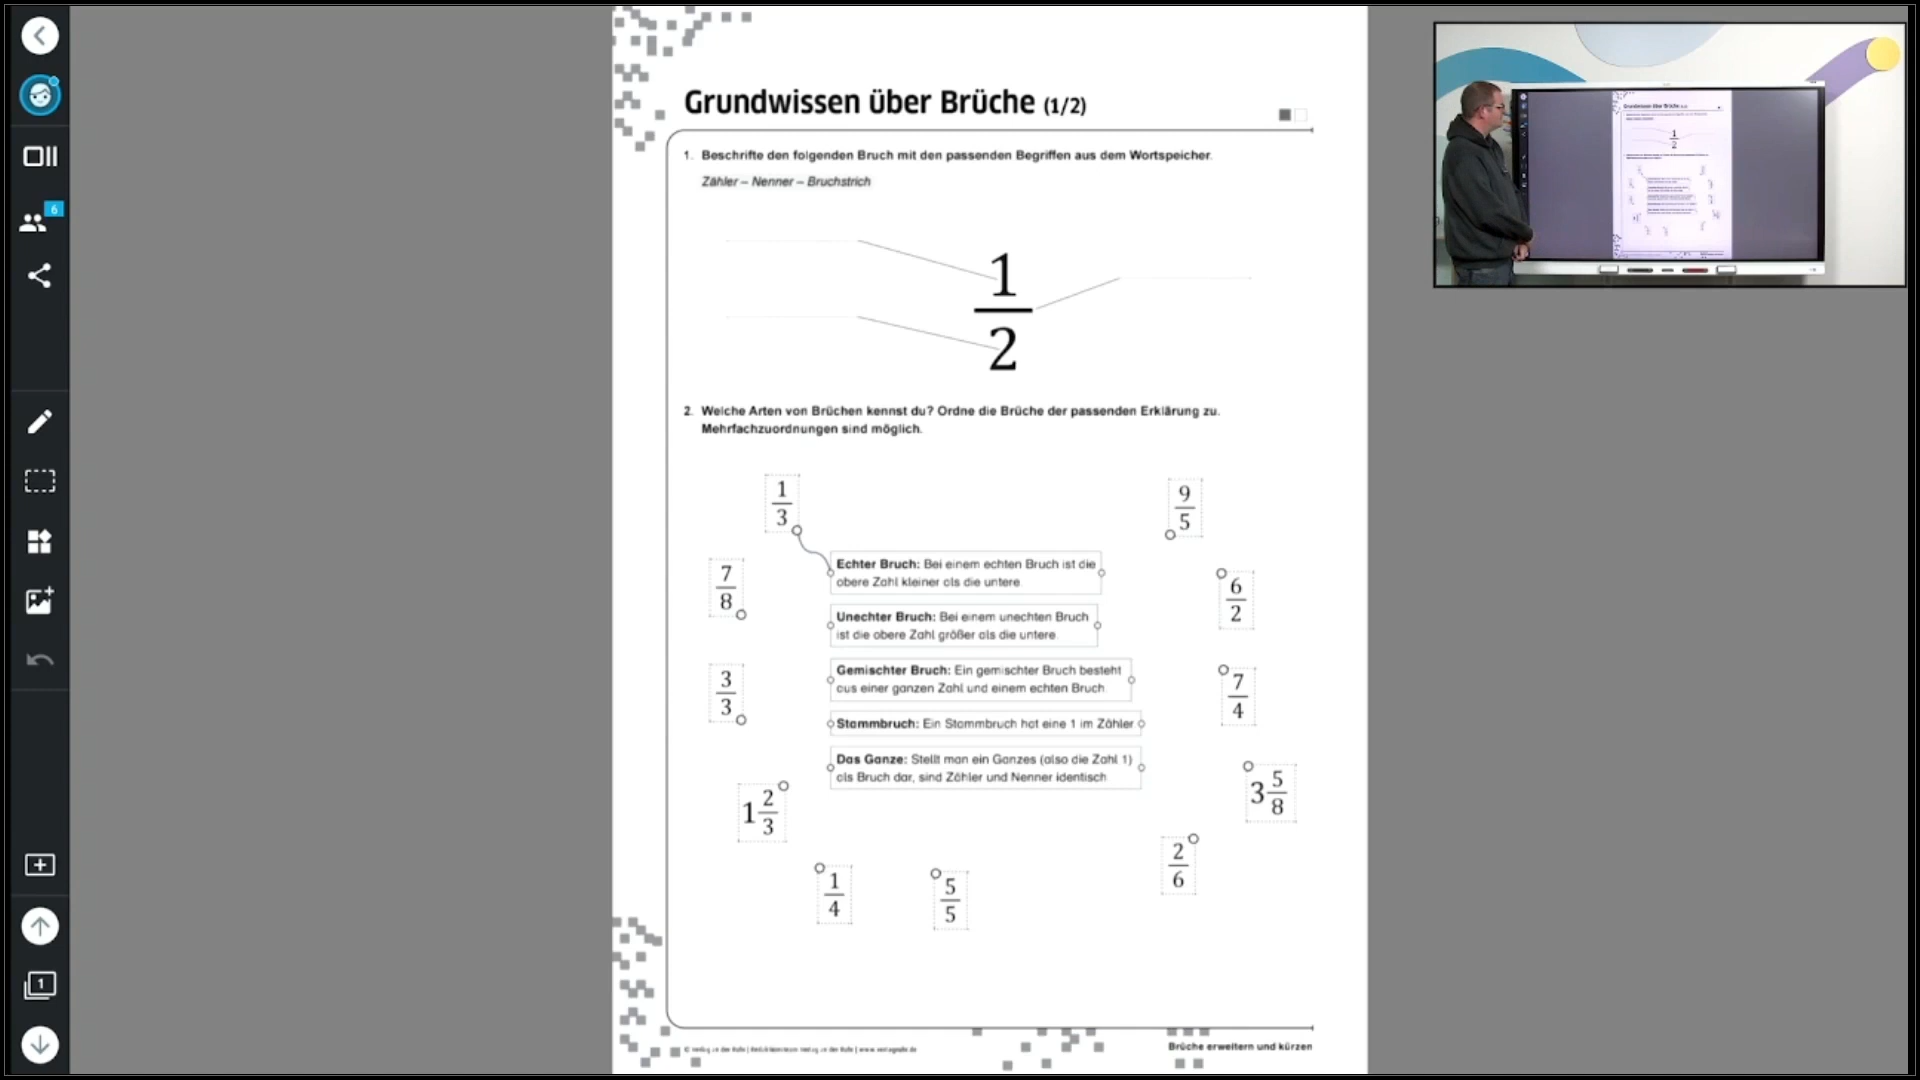 Grundwissen über Brüche (1/2)
1. Beschrifte den folgenden Bruch mit den passenden Begriffen aus dem Wortspeicher.
Zähler – Nenner – Bruchstrich
1
2
2. Welche Arten von Brüchen kennst du? Ordne die Brüche der passenden Erklärung zu.
Mehrfachzuordnungen sind möglich.
1
3
9
5
7
8
6
2
Echter Bruch: Bei einem echten Bruch ist die
obere Zahl kleiner als die untere
Unechter Bruch: Bei einem unechten Bruch
ist die obere Zahl größer als die untere.
Gemischter Bruch: Ein gemischter Bruch besteht
aus einer ganzen Zahl und einem echten Bruch.
Stammbruch: Ein Stammbruch hat eine 1 im Zähler
Das Ganze: Stellt man ein Ganzes (also die Zahl 1)
als Bruch dar, sind Zähler und Nenner identisch
3
3
7
4
1 2
3
3 5
8
2
6
1
4
5
5
Brüche erweitern und kürzen
6
1
Grundwissen über Brüche
1
2